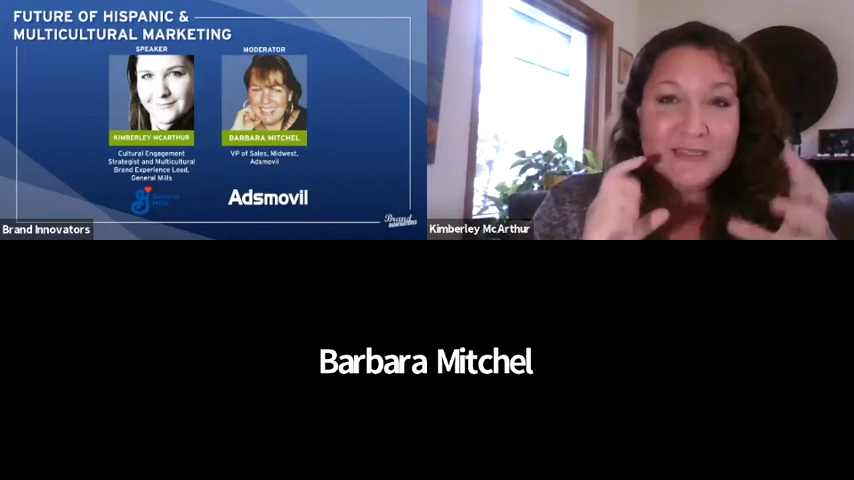 FUTURE OF HISPANIC &
MULTICULTURAL MARKETING
SPEAKER
MODERATOR
KIMBERLEY MCARTHUR
BARBARA MITCHEL
Cultural Engagement
Strategist and Multicultural
Brand Experience Lead,
General Mills
VP of Sales, Midwest,
Adsmovil
General
Mills
Adsmovil
Brand
INNOVATORS
Brand Innovators
Kimberley McArthur
Barbara Mitchel